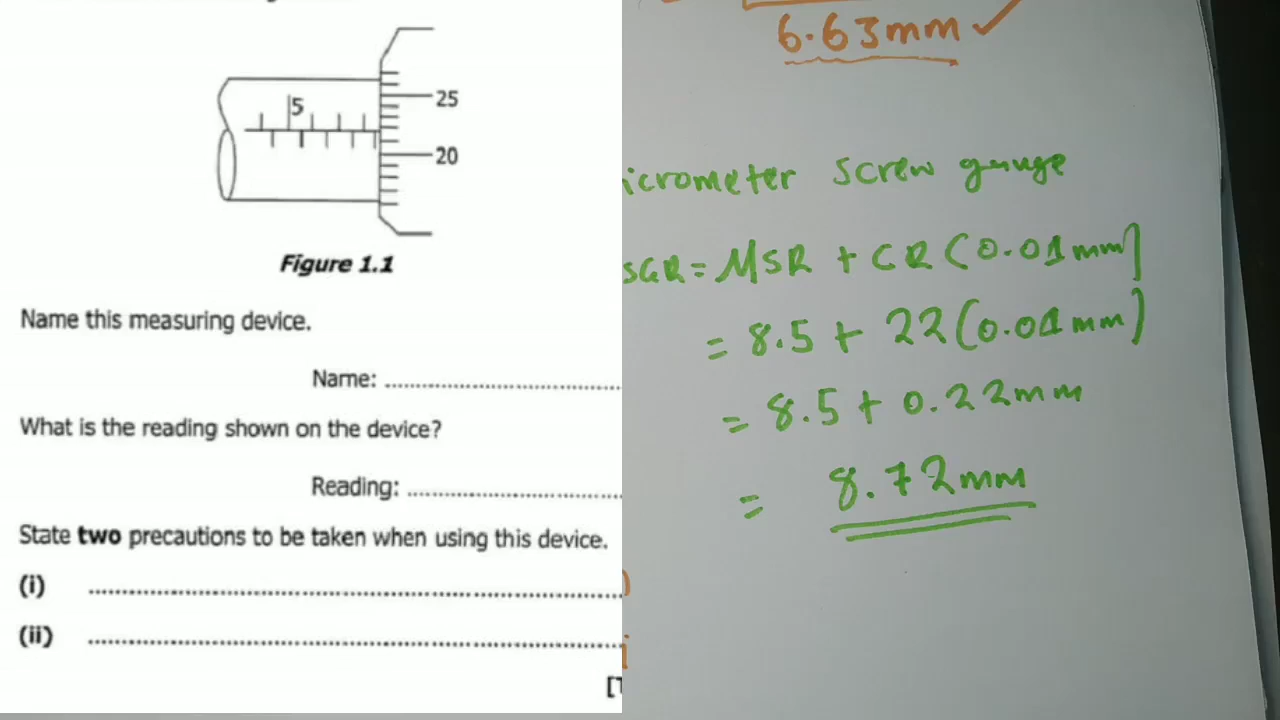 5
25
20
Figure 1.1
Name this measuring device.
Name: ........................................
What is the reading shown on the device?
Reading: ....................................
State two precautions to be taken when using this device.
(i) ................................................................................
(ii) ................................................................................
6.63mm ✓
icrometer screw gauge
SGR = MSR + CR (0.01mm)
= 8.5 + 22(0.01mm)
= 8.5 + 0.22mm
= 8.72mm